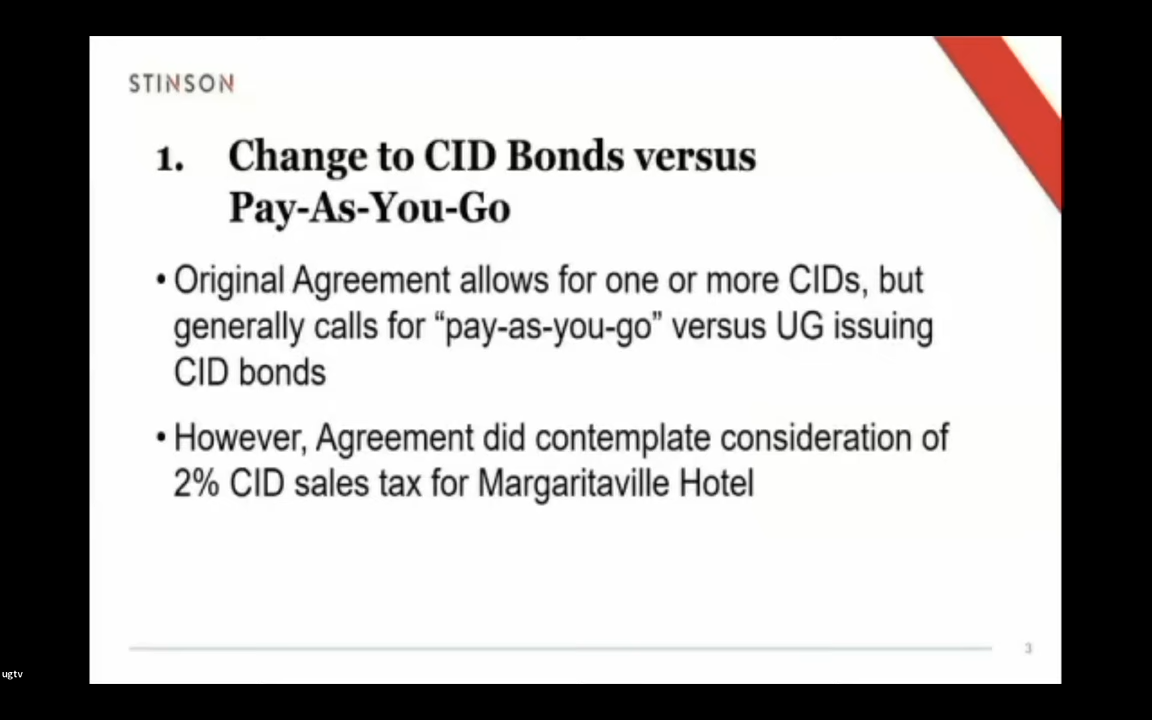 STINSON
1. Change to CID Bonds versus
Pay-As-You-Go
• Original Agreement allows for one or more CIDs, but
generally calls for “pay-as-you-go” versus UG issuing
CID bonds
• However, Agreement did contemplate consideration of
2% CID sales tax for Margaritaville Hotel
3
ugtv